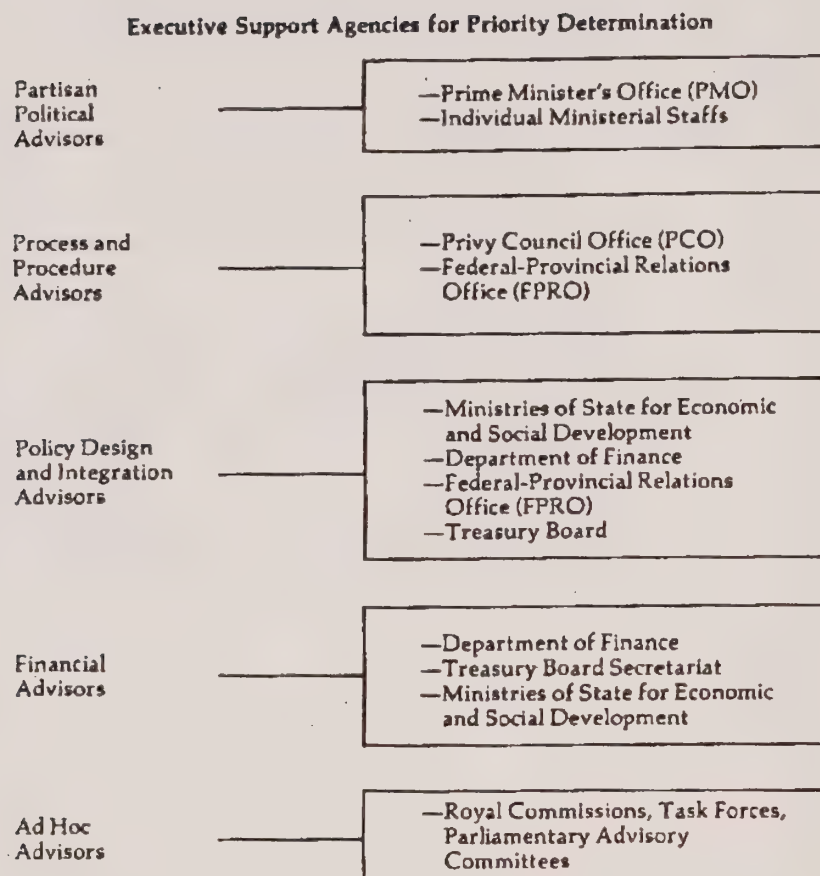 Executive Support Agencies for Priority Determination
Partisan
Political
Advisors
—Prime Minister's Office (PMO)
—Individual Ministerial Staffs
Process and
Procedure
Advisors
—Privy Council Office (PCO)
—Federal-Provincial Relations
Office (FPRO)
Policy Design
and Integration
Advisors
—Ministries of State for Economic
and Social Development
—Department of Finance
—Federal-Provincial Relations
Office (FPRO)
—Treasury Board
Financial
Advisors
—Department of Finance
—Treasury Board Secretariat
—Ministries of State for Economic
and Social Development
Ad Hoc
Advisors
—Royal Commissions, Task Forces,
Parliamentary Advisory
Committees